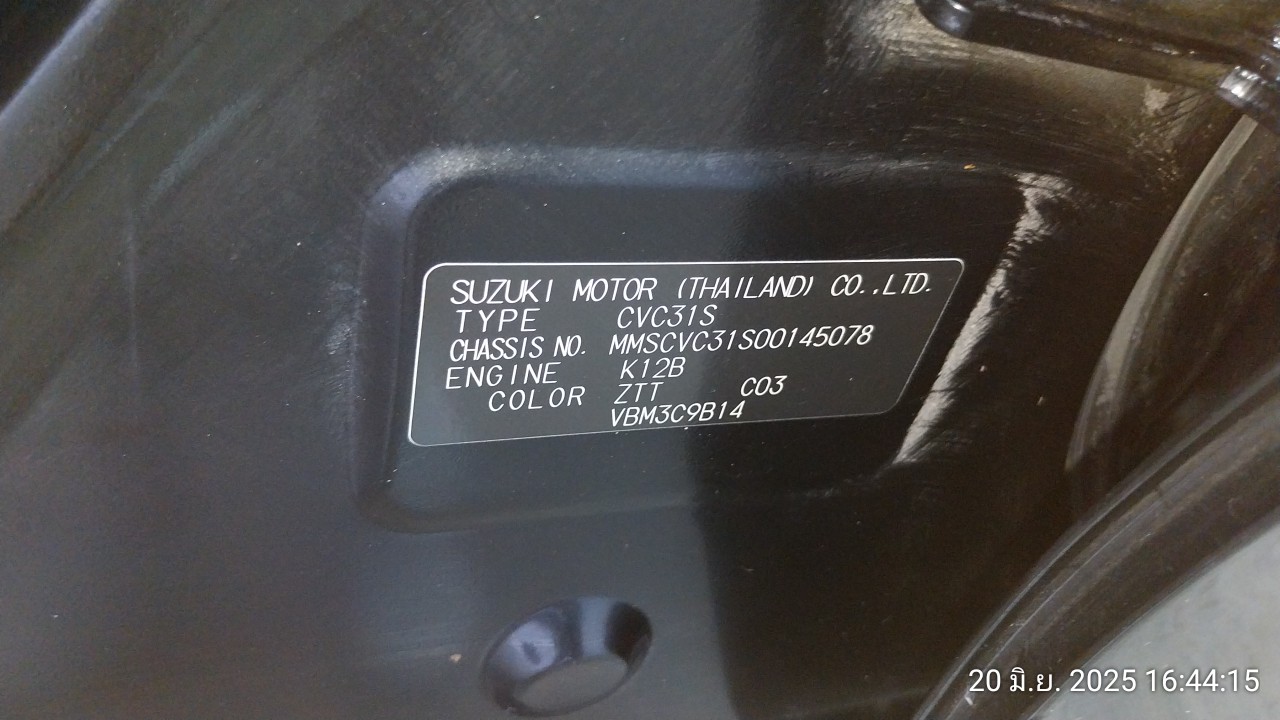 SUZUKI MOTOR (THAILAND) CO.,LTD.
TYPE CVC31S
CHASSIS NO. MMSCVC31S00145078
ENGINE K12B
COLOR ZTT C03
VBM3C9B14
20 มิ.ย. 2025 16:44:15